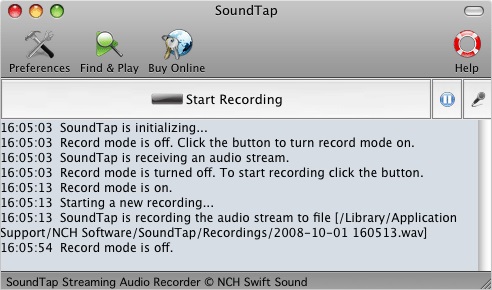 SoundTap
Preferences Find & Play Buy Online Help
Start Recording
16:05:03 SoundTap is initializing...
16:05:03 Record mode is off. Click the button to turn record mode on.
16:05:03 SoundTap is receiving an audio stream.
16:05:03 Record mode is turned off. To start recording click the button.
16:05:13 Record mode is on.
16:05:13 Starting a new recording...
16:05:13 SoundTap is recording the audio stream to file [/Library/Application
Support/NCH Software/SoundTap/Recordings/2008-10-01 160513.wav]
16:05:54 Record mode is off.
SoundTap Streaming Audio Recorder © NCH Swift Sound